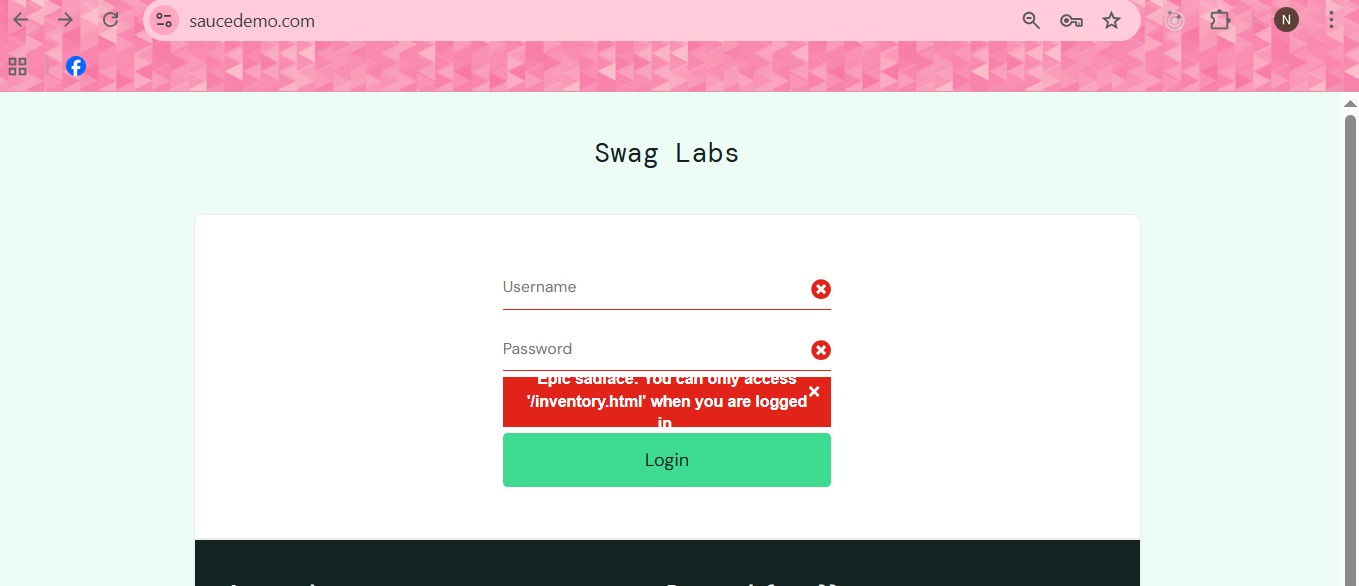 saucedemo.com
N
Swag Labs
Username
Password
Epic sadface: You can only access
'/inventory.html' when you are logged
in
Login